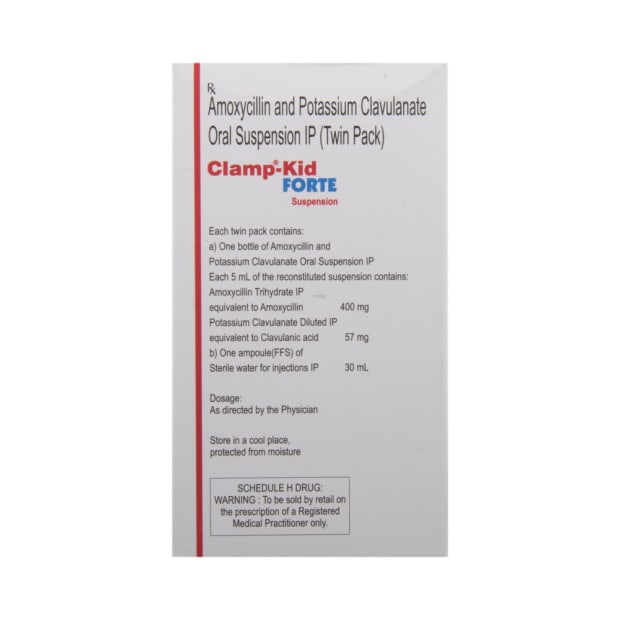 Rx
Amoxycillin and Potassium Clavulanate
Oral Suspension IP (Twin Pack)
Clamp®-Kid
FORTE
Suspension
Each twin pack contains:
a) One bottle of Amoxycillin and
Potassium Clavulanate Oral Suspension IP
Each 5 mL of the reconstituted suspension contains:
Amoxycillin Trihydrate IP
equivalent to Amoxycillin 400 mg
Potassium Clavulanate Diluted IP
equivalent to Clavulanic acid 57 mg
b) One ampoule(FFS) of
Sterile water for injections IP 30 mL
Dosage:
As directed by the Physician
Store in a cool place,
protected from moisture
SCHEDULE H DRUG:
WARNING : To be sold by retail on
the prescription of a Registered
Medical Practitioner only.